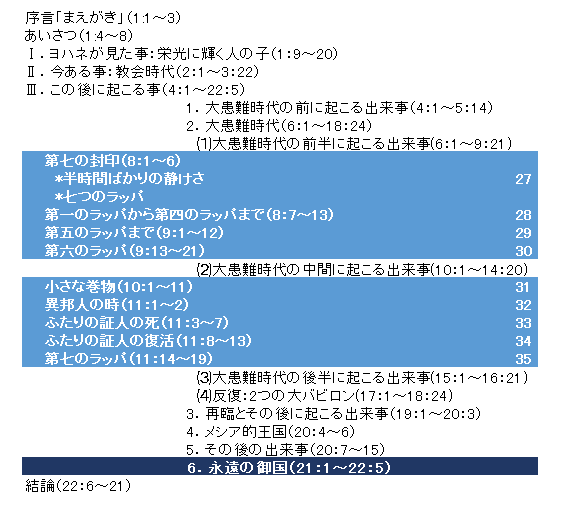 序言「まえがき」(1:1～3)
あいさつ(1:4～8)
Ⅰ．ヨハネが見た事：栄光に輝く人の子(1:9～20)
Ⅱ．今ある事：教会時代(2:1～3:22)
Ⅲ．この後に起こる事(4:1～22:5)
1．大患難時代の前に起こる出来事(4:1～5:14)
2．大患難時代(6:1～18:24)
⑴大患難時代の前半に起こる出来事(6:1～9:21)
第七の封印(8:1～6)
*半時間ばかりの静けさ 27
*七つのラッパ
第一のラッパから第四のラッパまで(8:7～13) 28
第五のラッパまで(9:1～12) 29
第六のラッパ(9:13～21) 30
⑵大患難時代の中間に起こる出来事(10:1～14:20)
小さな巻物(10:1～11) 31
異邦人の時(11:1～2) 32
ふたりの証人の死(11:3～7) 33
ふたりの証人の復活(11:8～13) 34
第七のラッパ(11:14～19) 35
⑶大患難時代の後半に起こる出来事(15:1～16:21)
⑷反復：2つの大バビロン(17:1～18:24)
3．再臨とその後に起こる出来事(19:1～20:3)
4．メシア的王国(20:4～6)
5．その後の出来事(20:7～15)
6．永遠の御国(21:1～22:5)
結論(22:6～21)